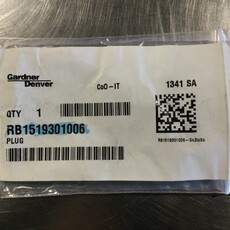 Gardner
Denver
CoO-IT
1341 SA
QTY 1
RB1519301006
PLUG